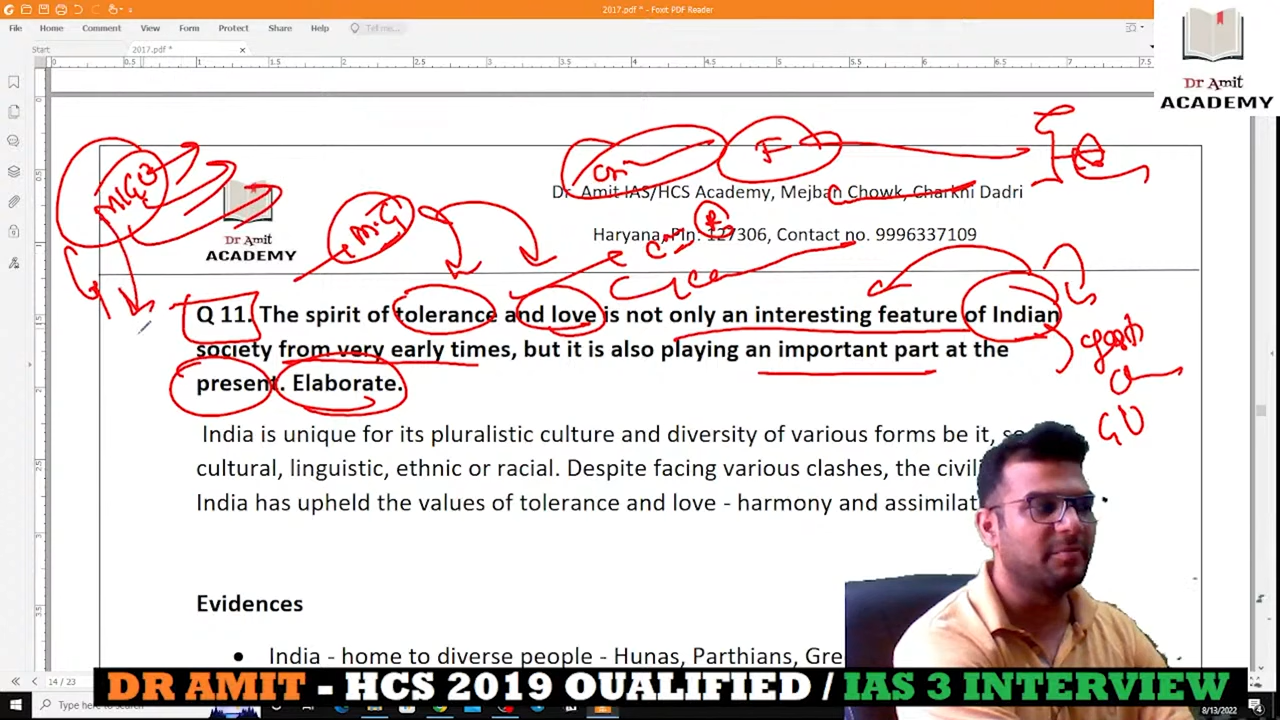 2017.pdf * - Foxit PDF Reader
File Home Comment View Form Protect Share Help Tell me...
Start 2017.pdf *
Dr Amit
ACADEMY
Dr. Amit IAS/HCS Academy, Mejban Chowk, Charkhi Dadri
Haryana, Pin. 127306, Contact no. 9996337109
Dr Amit
ACADEMY
M.G
Q 11. The spirit of tolerance and love is not only an interesting feature of Indian
society from very early times, but it is also playing an important part at the
present. Elaborate.
India is unique for its pluralistic culture and diversity of various forms be it,
cultural, linguistic, ethnic or racial. Despite facing various clashes, the
India has upheld the values of tolerance and love - harmony and
Evidences
• India - home to diverse people - Hunas, Parthians,
14 / 23
DR AMIT - HCS 2019 QUALIFIED / IAS 3 INTERVIEW
Type here to search
8/13/2022